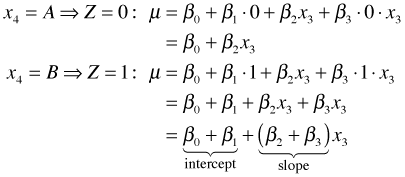 x₄ = A ⇒ Z = 0: μ = β₀ + β₁ · 0 + β₂x₃ + β₃ · 0 · x₃
= β₀ + β₂x₃
x₄ = B ⇒ Z = 1: μ = β₀ + β₁ · 1 + β₂x₃ + β₃ · 1 · x₃
= β₀ + β₁ + β₂x₃ + β₃x₃
= β₀ + β₁ + (β₂ + β₃)x₃
intercept slope